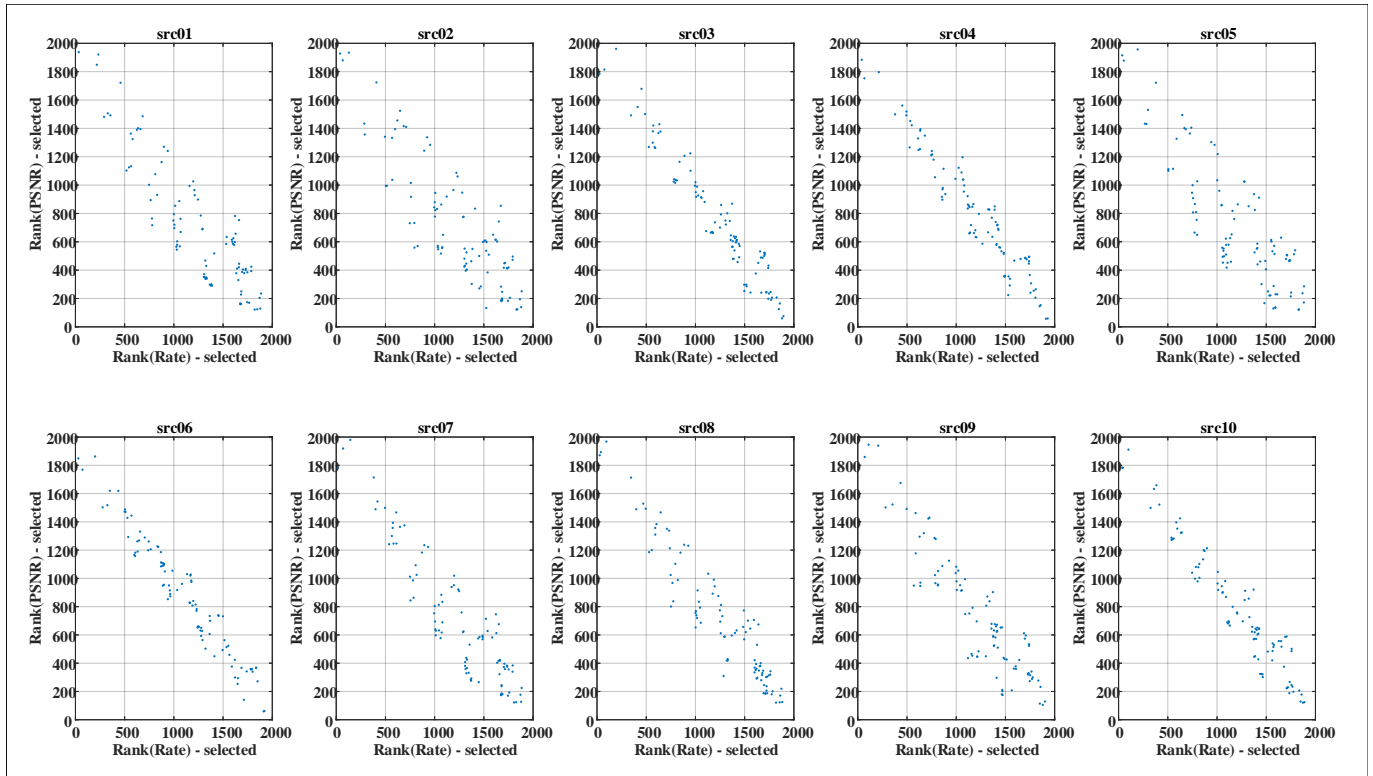 src01 src02 src03 src04 src05
2000 2000 2000 2000 2000
1800 1800 1800 1800 1800
1600 1600 1600 1600 1600
1400 1400 1400 1400 1400
1200 1200 1200 1200 1200
1000 1000 1000 1000 1000
800 800 800 800 800
600 600 600 600 600
400 400 400 400 400
200 200 200 200 200
0 0 0 0 0
Rank(PSNR) - selected Rank(PSNR) - selected Rank(PSNR) - selected Rank(PSNR) - selected Rank(PSNR) - selected
0 500 1000 1500 2000 0 500 1000 1500 2000 0 500 1000 1500 2000 0 500 1000 1500 2000 0 500 1000 1500 2000
Rank(Rate) - selected Rank(Rate) - selected Rank(Rate) - selected Rank(Rate) - selected Rank(Rate) - selected
src06 src07 src08 src09 src10
2000 2000 2000 2000 2000
1800 1800 1800 1800 1800
1600 1600 1600 1600 1600
1400 1400 1400 1400 1400
1200 1200 1200 1200 1200
1000 1000 1000 1000 1000
800 800 800 800 800
600 600 600 600 600
400 400 400 400 400
200 200 200 200 200
0 0 0 0 0
Rank(PSNR) - selected Rank(PSNR) - selected Rank(PSNR) - selected Rank(PSNR) - selected Rank(PSNR) - selected
0 500 1000 1500 2000 0 500 1000 1500 2000 0 500 1000 1500 2000 0 500 1000 1500 2000 0 500 1000 1500 2000
Rank(Rate) - selected Rank(Rate) - selected Rank(Rate) - selected Rank(Rate) - selected Rank(Rate) - selected